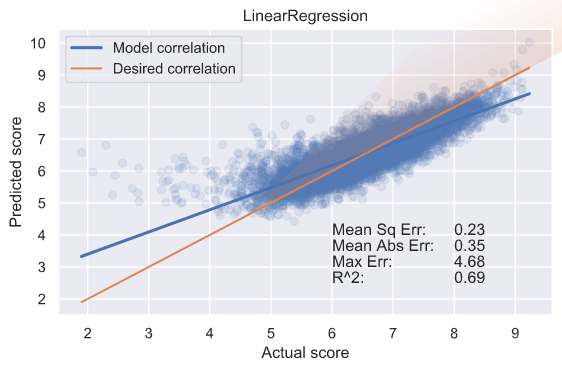 LinearRegression
Model correlation
Desired correlation
10
9
8
7
6
5
4
3
2
Predicted score
Mean Sq Err: 0.23
Mean Abs Err: 0.35
Max Err: 4.68
R^2: 0.69
2 3 4 5 6 7 8 9
Actual score